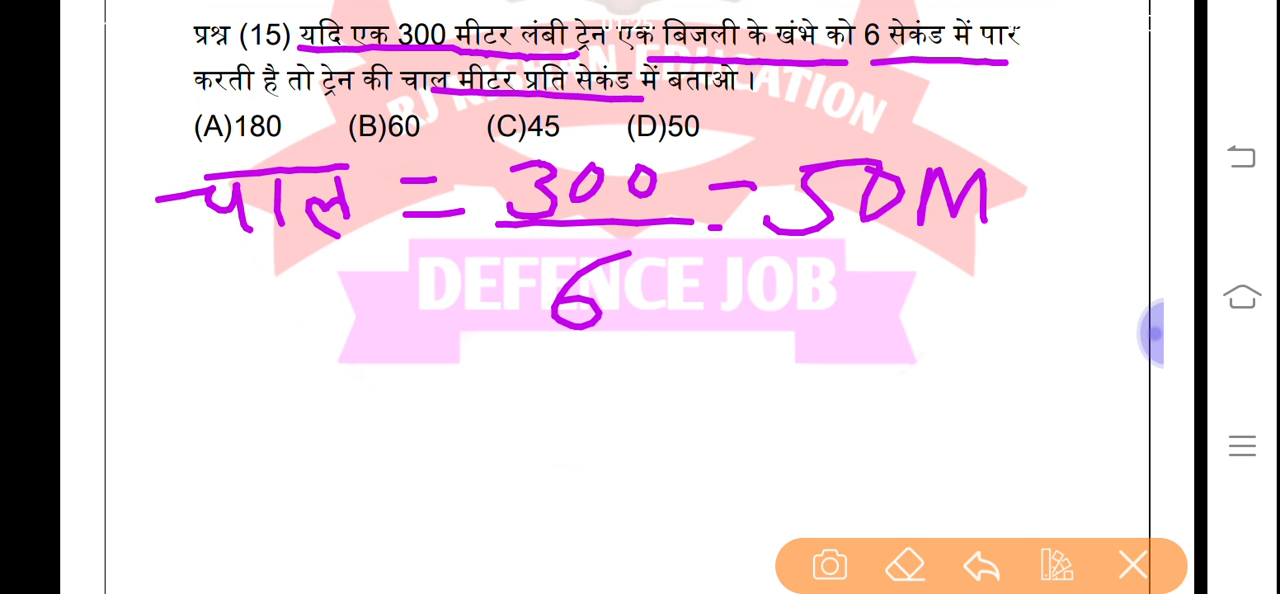 प्रश्न (15) यदि एक 300 मीटर लंबी ट्रेन एक बिजली के खंभे को 6 सेकंड में पार
करती है तो ट्रेन की चाल मीटर प्रति सेकंड में बताओ ।
(A)180 (B)60 (C)45 (D)50
चाल = 300 = 50 M
6
DEFENCE JOB